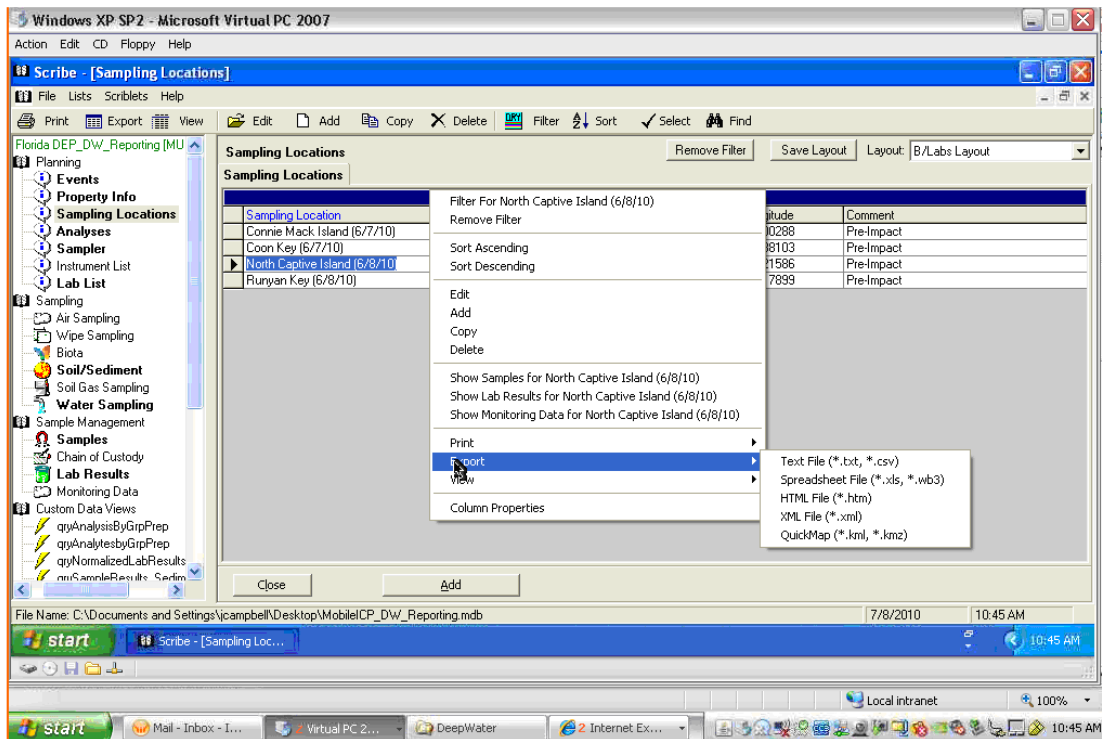 Windows XP SP2 - Microsoft Virtual PC 2007
Action Edit CD Floppy Help
Scribe - [Sampling Locations]
File Lists Scriblets Help
Print Export View Edit Add Copy Delete DRY Filter Sort Select Find
Florida DEP_DW_Reporting [MU
Planning
Events
Property Info
Sampling Locations
Analyses
Sampler
Instrument List
Lab List
Sampling
Air Sampling
Wipe Sampling
Biota
Soil/Sediment
Soil Gas Sampling
Water Sampling
Sample Management
Samples
Chain of Custody
Lab Results
Monitoring Data
Custom Data Views
qryAnalysisByGrpPrep
qryAnalytesbyGrpPrep
qryNormalizedLabResults
qrySampleResults_Sedim
Sampling Locations Remove Filter Save Layout Layout: B/Labs Layout
Sampling Locations
Sampling Location itude Comment
Connie Mack Island (6/7/10) 00288 Pre-Impact
Coon Key (6/7/10) 38103 Pre-Impact
North Captive Island (6/8/10) 21586 Pre-Impact
Runyan Key (6/8/10) 7899 Pre-Impact
Filter For North Captive Island (6/8/10)
Remove Filter
Sort Ascending
Sort Descending
Edit
Add
Copy
Delete
Show Samples for North Captive Island (6/8/10)
Show Lab Results for North Captive Island (6/8/10)
Show Monitoring Data for North Captive Island (6/8/10)
Print
Export
View
Column Properties
Text File (*.txt, *.csv)
Spreadsheet File (*.xls, *.wb3)
HTML File (*.htm)
XML File (*.xml)
QuickMap (*.kml, *.kmz)
Close Add
File Name: C:\Documents and Settings\jcampbell\Desktop\MobileICP_DW_Reporting.mdb 7/8/2010 10:45 AM
start Scribe - [Sampling Loc... 10:45 AM
Local intranet 100%
start Mail - Inbox - I... 2 Virtual PC 2... DeepWater 2 Internet Ex... 10:45 AM